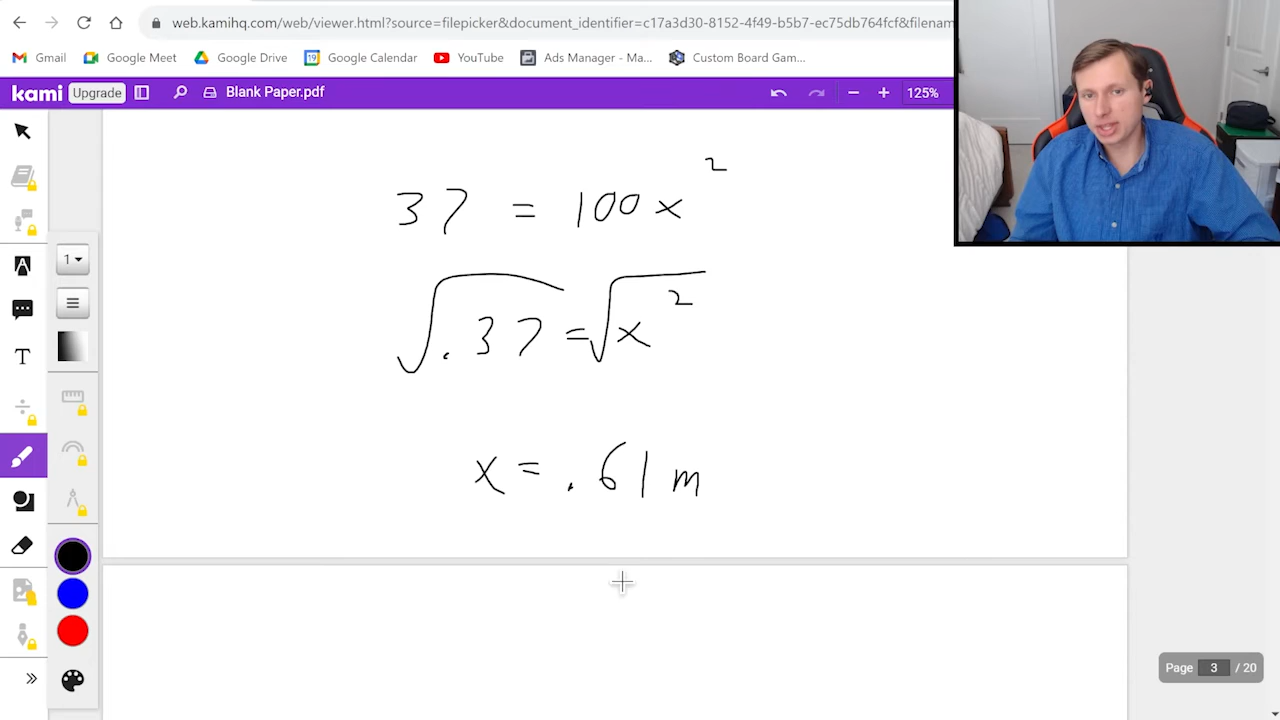 web.kamihq.com/web/viewer.html?source=filepicker&document_identifier=c17a3d30-8152-4f49-b5b7-ec75db764fcf&filenam
Gmail Google Meet Google Drive 19 Google Calendar YouTube Ads Manager - Ma... Custom Board Gam...
kami Upgrade Blank Paper.pdf 125%
37 = 100x²
√.37 = √x²
x = .61 m
1
A
T
Page 3 / 20